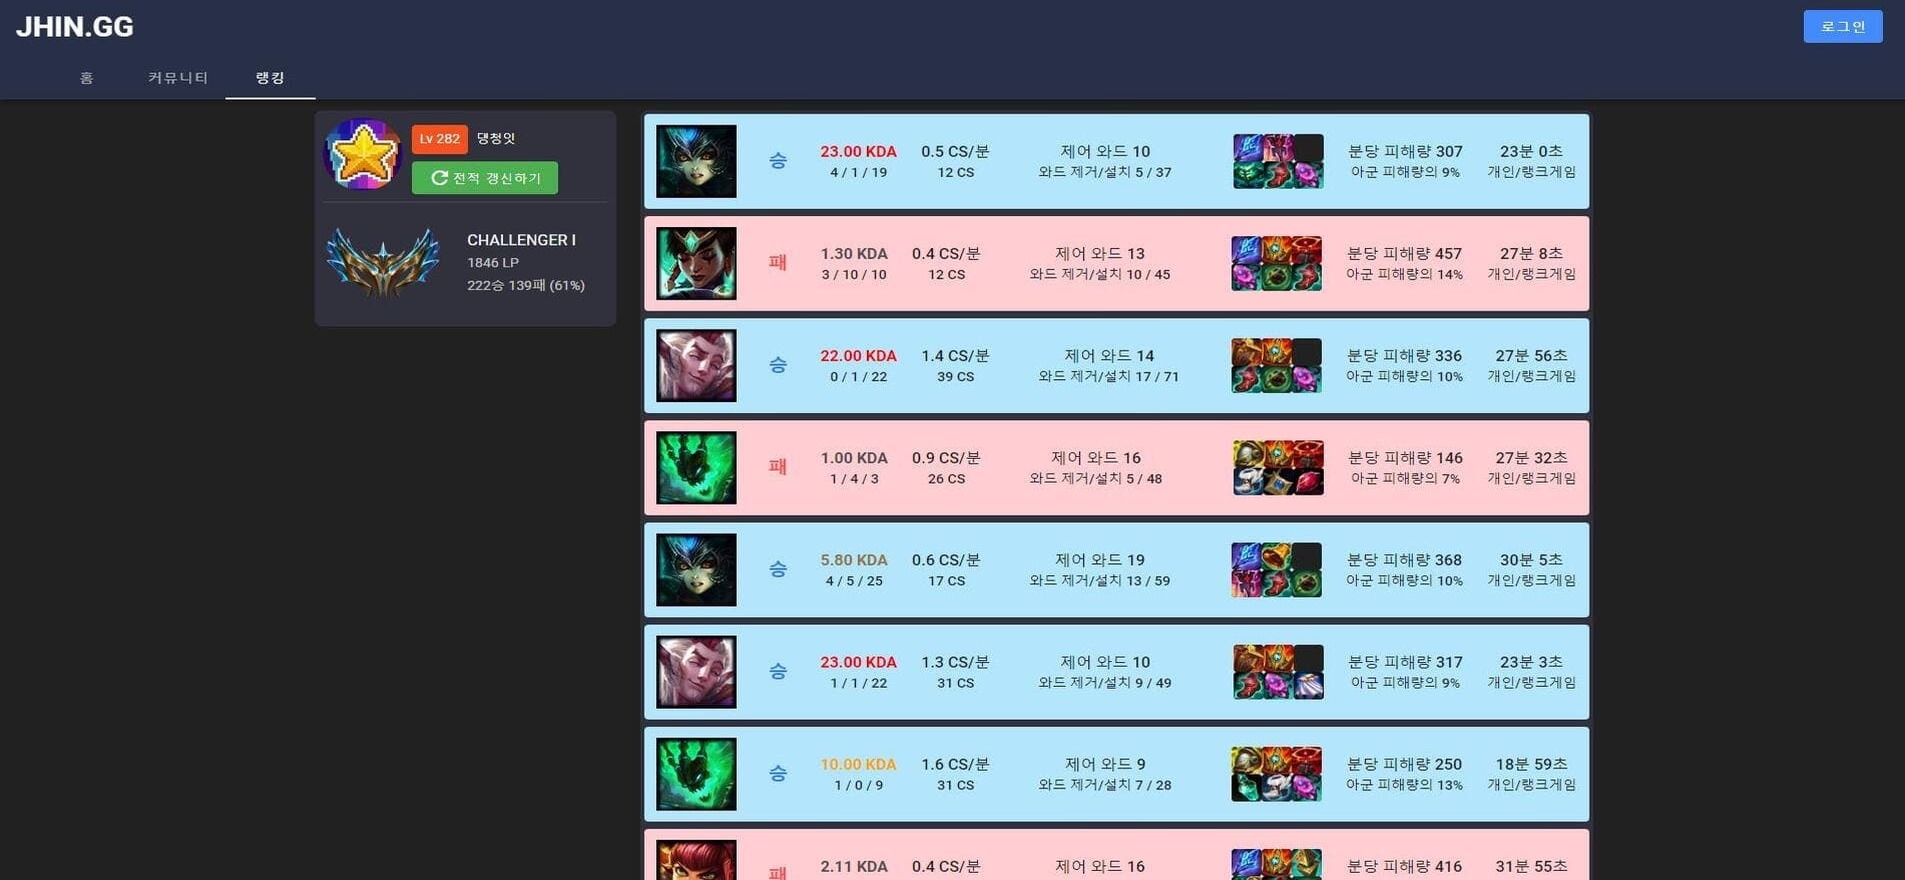 JHIN.GG
로그인
홈 커뮤니티 랭킹
Lv 282 댕청잇
전적 갱신하기
CHALLENGER I
1846 LP
222승 139패 (61%)
승 23.00 KDA 0.5 CS/분 제어 와드 10 분당 피해량 307 23분 0초
4 / 1 / 19 12 CS 와드 제거/설치 5 / 37 아군 피해량의 9% 개인/랭크게임
패 1.30 KDA 0.4 CS/분 제어 와드 13 분당 피해량 457 27분 8초
3 / 10 / 10 12 CS 와드 제거/설치 10 / 45 아군 피해량의 14% 개인/랭크게임
승 22.00 KDA 1.4 CS/분 제어 와드 14 분당 피해량 336 27분 56초
0 / 1 / 22 39 CS 와드 제거/설치 17 / 71 아군 피해량의 10% 개인/랭크게임
패 1.00 KDA 0.9 CS/분 제어 와드 16 분당 피해량 146 27분 32초
1 / 4 / 3 26 CS 와드 제거/설치 5 / 48 아군 피해량의 7% 개인/랭크게임
승 5.80 KDA 0.6 CS/분 제어 와드 19 분당 피해량 368 30분 5초
4 / 5 / 25 17 CS 와드 제거/설치 13 / 59 아군 피해량의 10% 개인/랭크게임
승 23.00 KDA 1.3 CS/분 제어 와드 10 분당 피해량 317 23분 3초
1 / 1 / 22 31 CS 와드 제거/설치 9 / 49 아군 피해량의 9% 개인/랭크게임
승 10.00 KDA 1.6 CS/분 제어 와드 9 분당 피해량 250 18분 59초
1 / 0 / 9 31 CS 와드 제거/설치 7 / 28 아군 피해량의 13% 개인/랭크게임
패 2.11 KDA 0.4 CS/분 제어 와드 16 분당 피해량 416 31분 55초